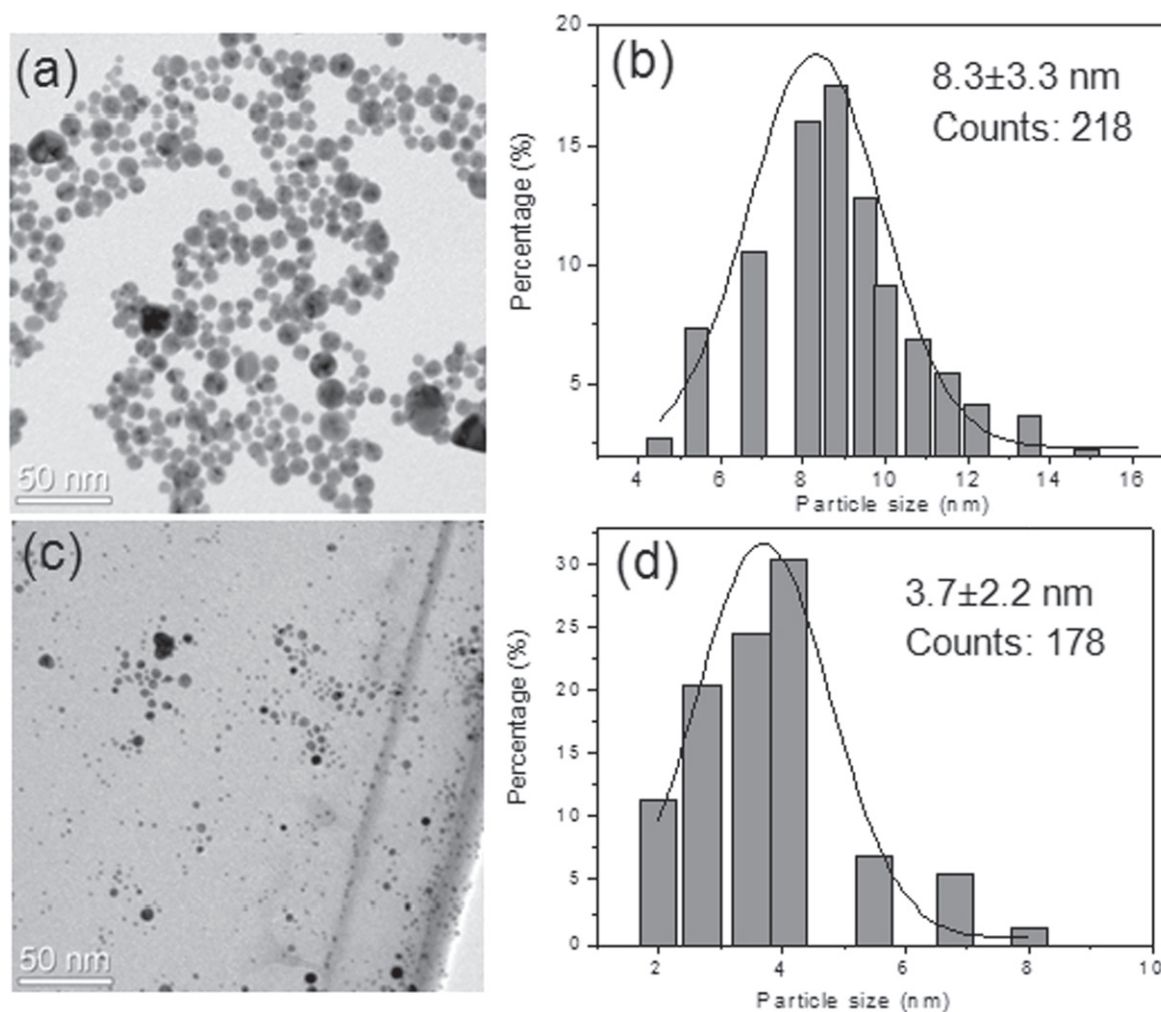 (a)
50 nm
(b)
8.3±3.3 nm
Counts: 218
Percentage (%)
20
15
10
5
4 6 8 10 12 14 16
Particle size (nm)
(c)
50 nm
(d)
3.7±2.2 nm
Counts: 178
Percentage (%)
30
25
20
15
10
5
0
2 4 6 8 10
Particle size (nm)